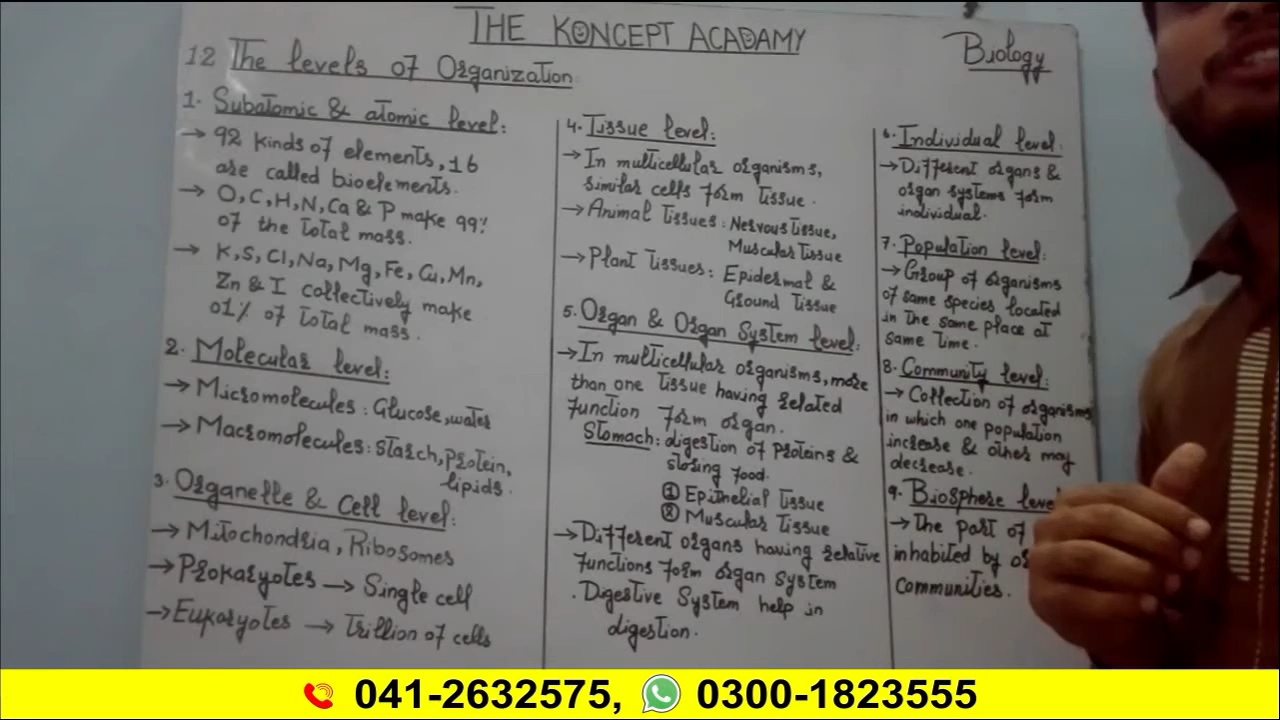 THE KONCEPT ACADAMY
Biology
12 The levels of Organization
1. Subatomic & atomic level:
→ 92 kinds of elements, 16
are called bioelements.
→ O, C, H, N, Ca & P make 99%
of the total mass.
→ K, S, Cl, Na, Mg, Fe, Cu, Mn,
Zn & I collectively make
01% of total mass.
2. Molecular level:
→ Micromolecules: Glucose, water
→ Macromolecules: starch, protein,
lipids.
3. Organelle & Cell level:
→ Mitochondria, Ribosomes
→ Prokaryotes → Single cell
→ Eukaryotes → Trillion of cells
4. Tissue level:
→ In multicellular organisms,
similar cells form tissue.
→ Animal tissues: Nervous tissue,
Muscular tissue
→ Plant tissues: Epidermal &
Ground tissue
5. Organ & Organ System level:
→ In multicellular organisms, more
than one tissue having related
function form organ.
Stomach: digestion of proteins &
storing food.
① Epithelial tissue
② Muscular tissue
→ Different organs having relative
functions form organ system
. Digestive System help in
digestion.
6. Individual level:
→ Different organs &
organ systems form
individual.
7. Population level:
→ Group of organisms
of same species located
in the same place at
same time.
8. Community level:
→ Collection of organisms
in which one population
increase & other may
decrease.
9. Biosphere level
→ The part of
inhabited by
communities.
041-2632575, 0300-1823555